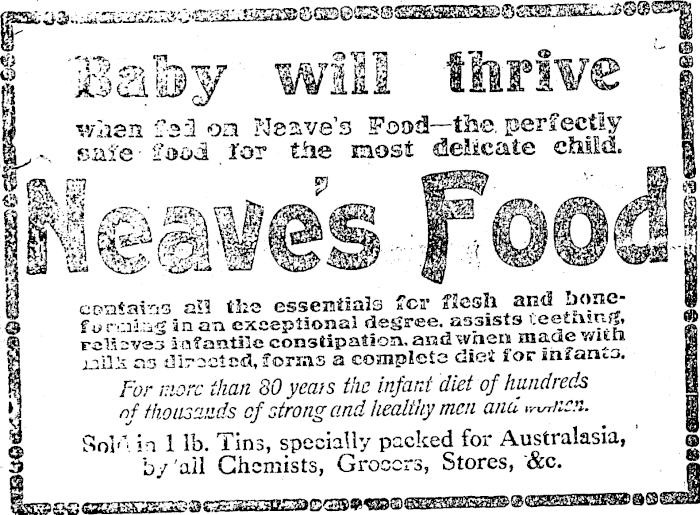 Baby will thrive
when fed on Neave's Food—the perfectly
safe food for the most delicate child.
Neave's Food
contains all the essentials for flesh and bone-
forming in an exceptional degree, assists teething,
relieves infantile constipation, and when made with
milk as directed, forms a complete diet for infants.
For more than 80 years the infant diet of hundreds
of thousands of strong and healthy men and women.
Sold in 1 lb. Tins, specially packed for Australasia,
by all Chemists, Grocers, Stores, &c.